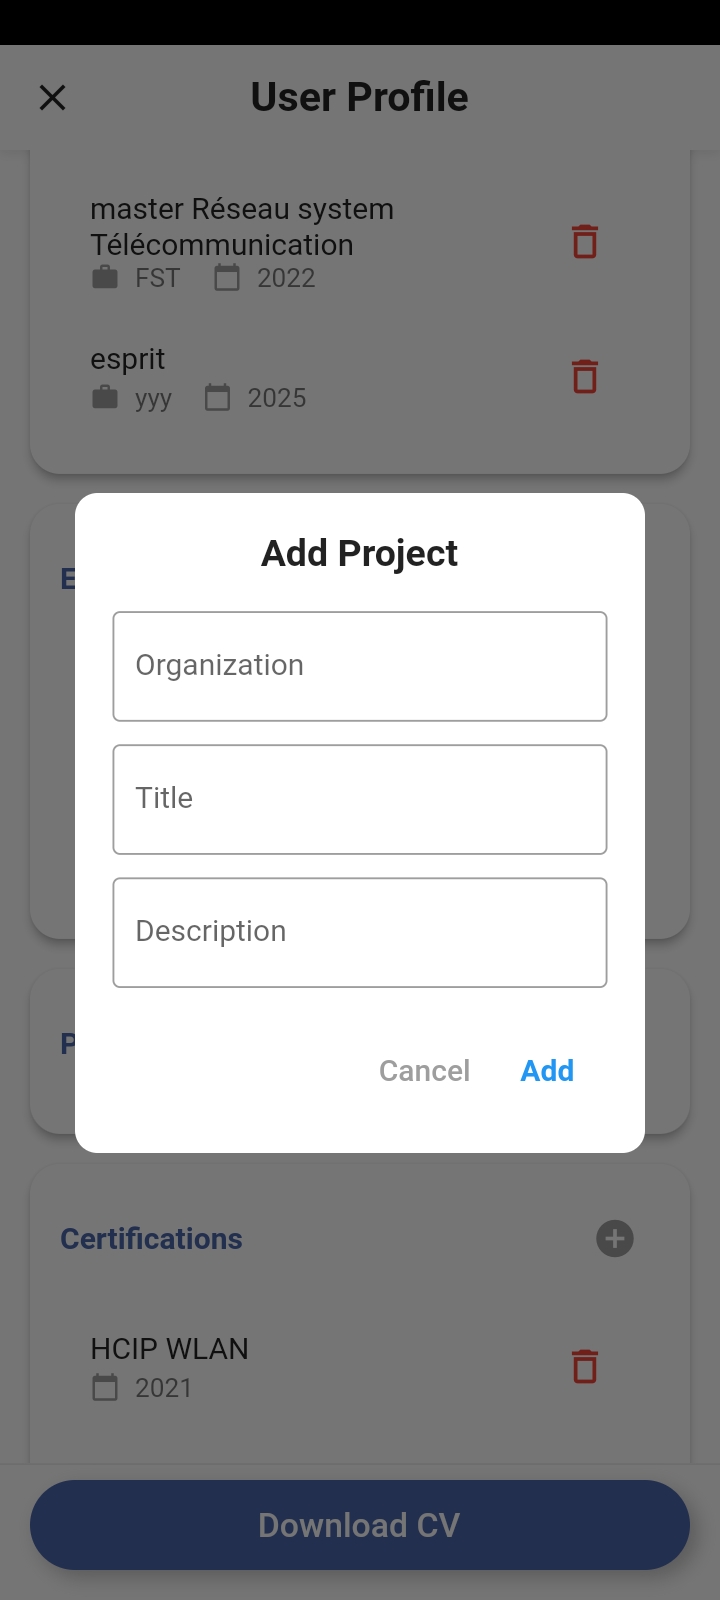 User Profile
master Réseau system
Télécommunication
FST 2022
esprit
yyy 2025
Add Project
Organization
Title
Description
Cancel Add
Certifications
HCIP WLAN
2021
Download CV